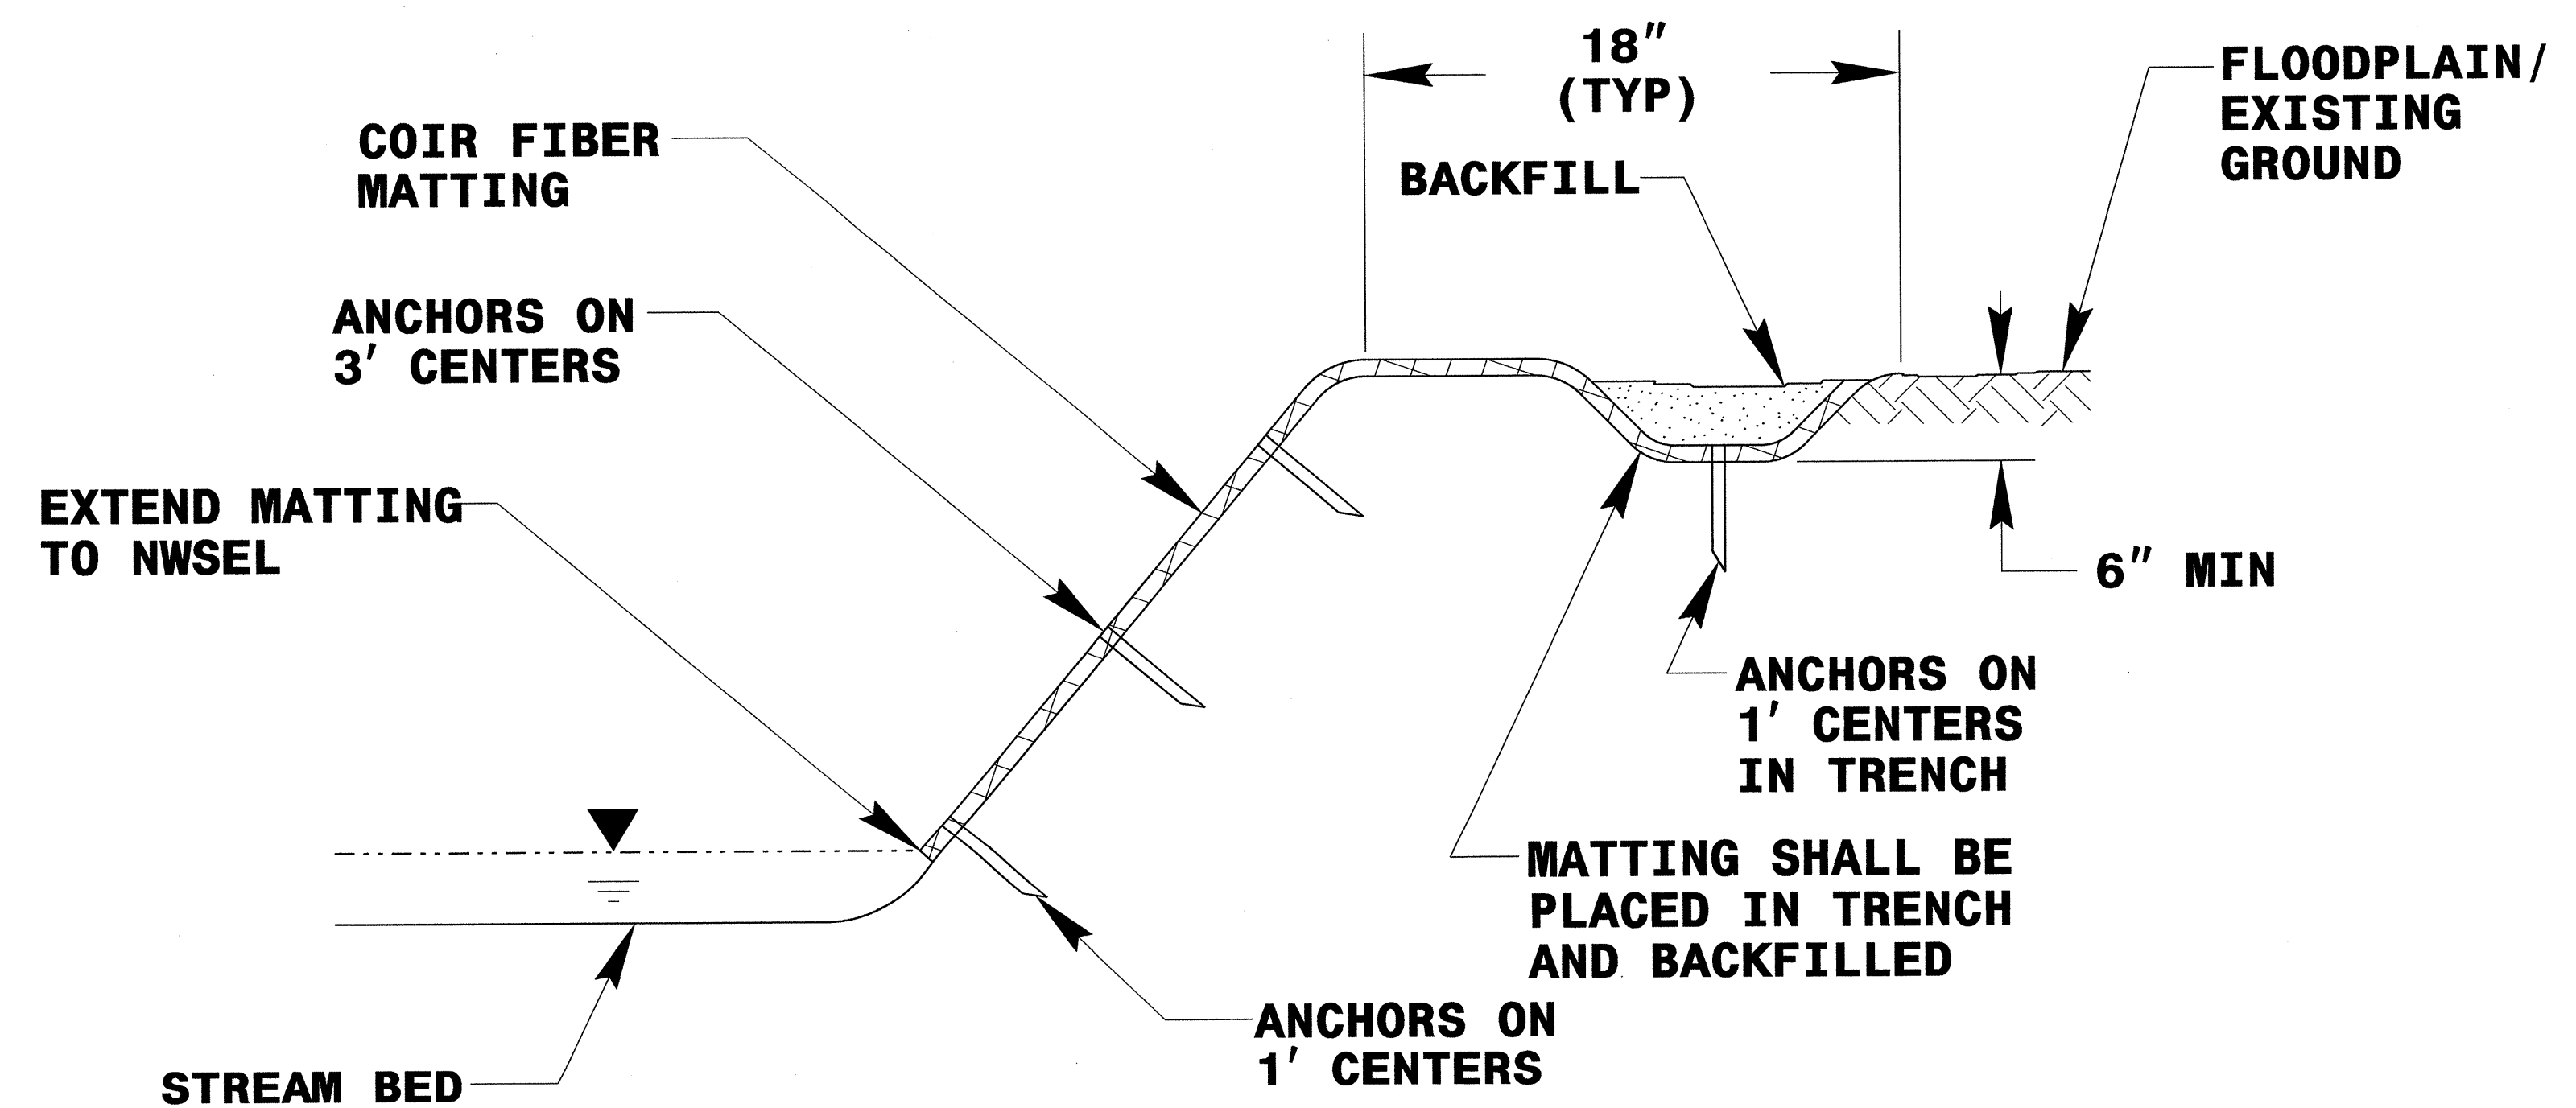 18"
(TYP)
FLOODPLAIN/
EXISTING
GROUND
COIR FIBER
MATTING
BACKFILL
ANCHORS ON
3' CENTERS
EXTEND MATTING
TO NWSEL
6" MIN
ANCHORS ON
1' CENTERS
IN TRENCH
MATTING SHALL BE
PLACED IN TRENCH
AND BACKFILLED
ANCHORS ON
1' CENTERS
STREAM BED